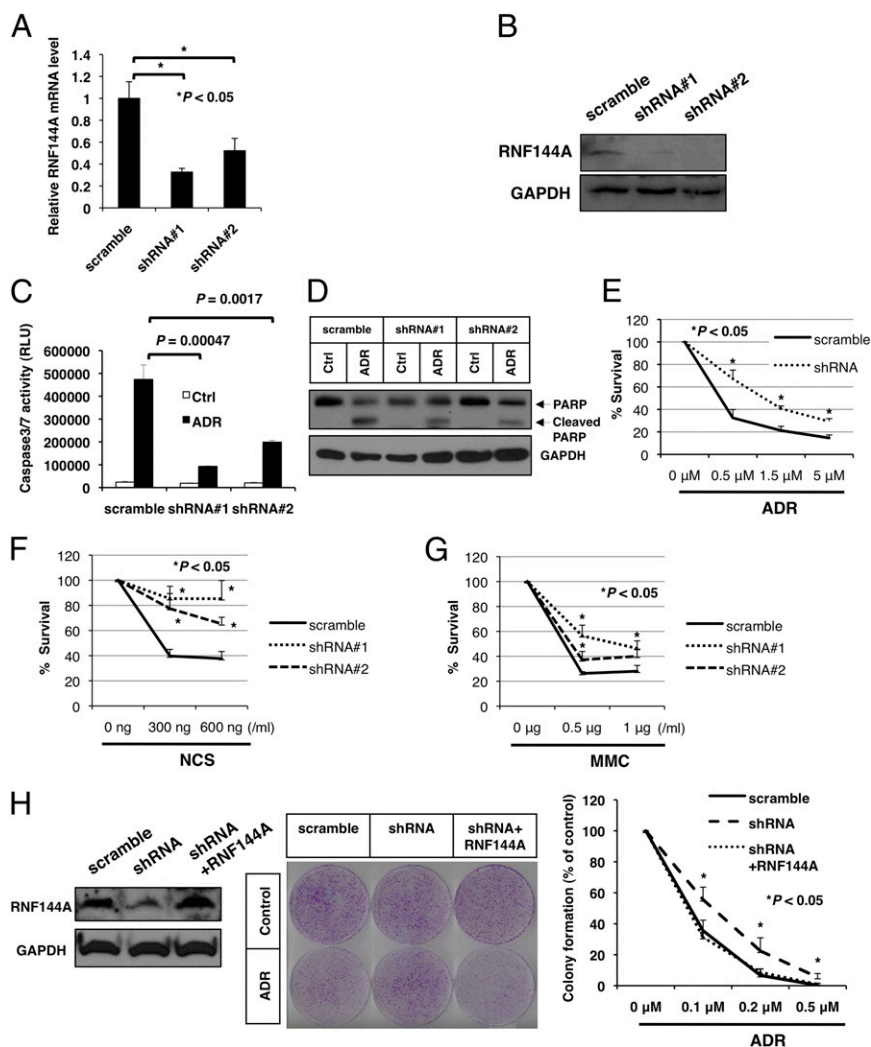 A
Relative RNF144A mRNA level
1.2
1
0.8
0.6
0.4
0.2
0
*
*
*P < 0.05
scramble
shRNA#1
shRNA#2
B
scramble
shRNA#1
shRNA#2
RNF144A
GAPDH
C
Caspase3/7 activity (RLU)
P = 0.0017
P = 0.00047
600000
500000
400000
300000
200000
100000
0
Ctrl
ADR
scramble shRNA#1 shRNA#2
D
scramble shRNA#1 shRNA#2
Ctrl ADR Ctrl ADR Ctrl ADR
PARP
Cleaved
PARP
GAPDH
E
% Survival
120
100
80
60
40
20
0
*P < 0.05
*
*
*
scramble
shRNA
0 µM 0.5 µM 1.5 µM 5 µM
ADR
F
% Survival
120
100
80
60
40
20
0
*P < 0.05
* *
* *
scramble
shRNA#1
shRNA#2
0 ng 300 ng 600 ng (/ml)
NCS
G
% Survival
120
100
80
60
40
20
0
*P < 0.05
* *
*
scramble
shRNA#1
shRNA#2
0 µg 0.5 µg 1 µg (/ml)
MMC
H
scramble
shRNA
shRNA
+RNF144A
RNF144A
GAPDH
scramble shRNA shRNA+
RNF144A
Control
ADR
Colony formation (% of control)
120
100
80
60
40
20
0
scramble
shRNA
shRNA
+RNF144A
*P < 0.05
*
*
*
0 µM 0.1 µM 0.2 µM 0.5 µM
ADR